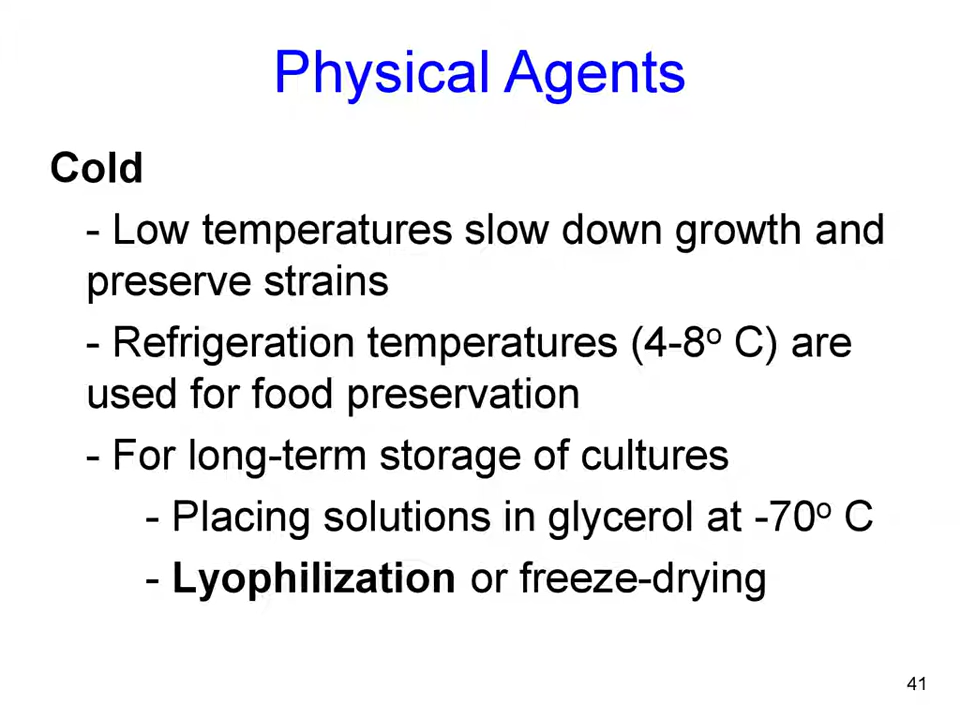 Physical Agents
Cold
- Low temperatures slow down growth and
preserve strains
- Refrigeration temperatures (4-8º C) are
used for food preservation
- For long-term storage of cultures
- Placing solutions in glycerol at -70º C
- Lyophilization or freeze-drying
41